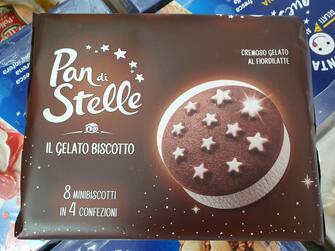 Pan di
Stelle
IL GELATO BISCOTTO
8 MINIBISCOTTI
IN 4 CONFEZIONI
CREMOSO GELATO
AL FIORDILATTE